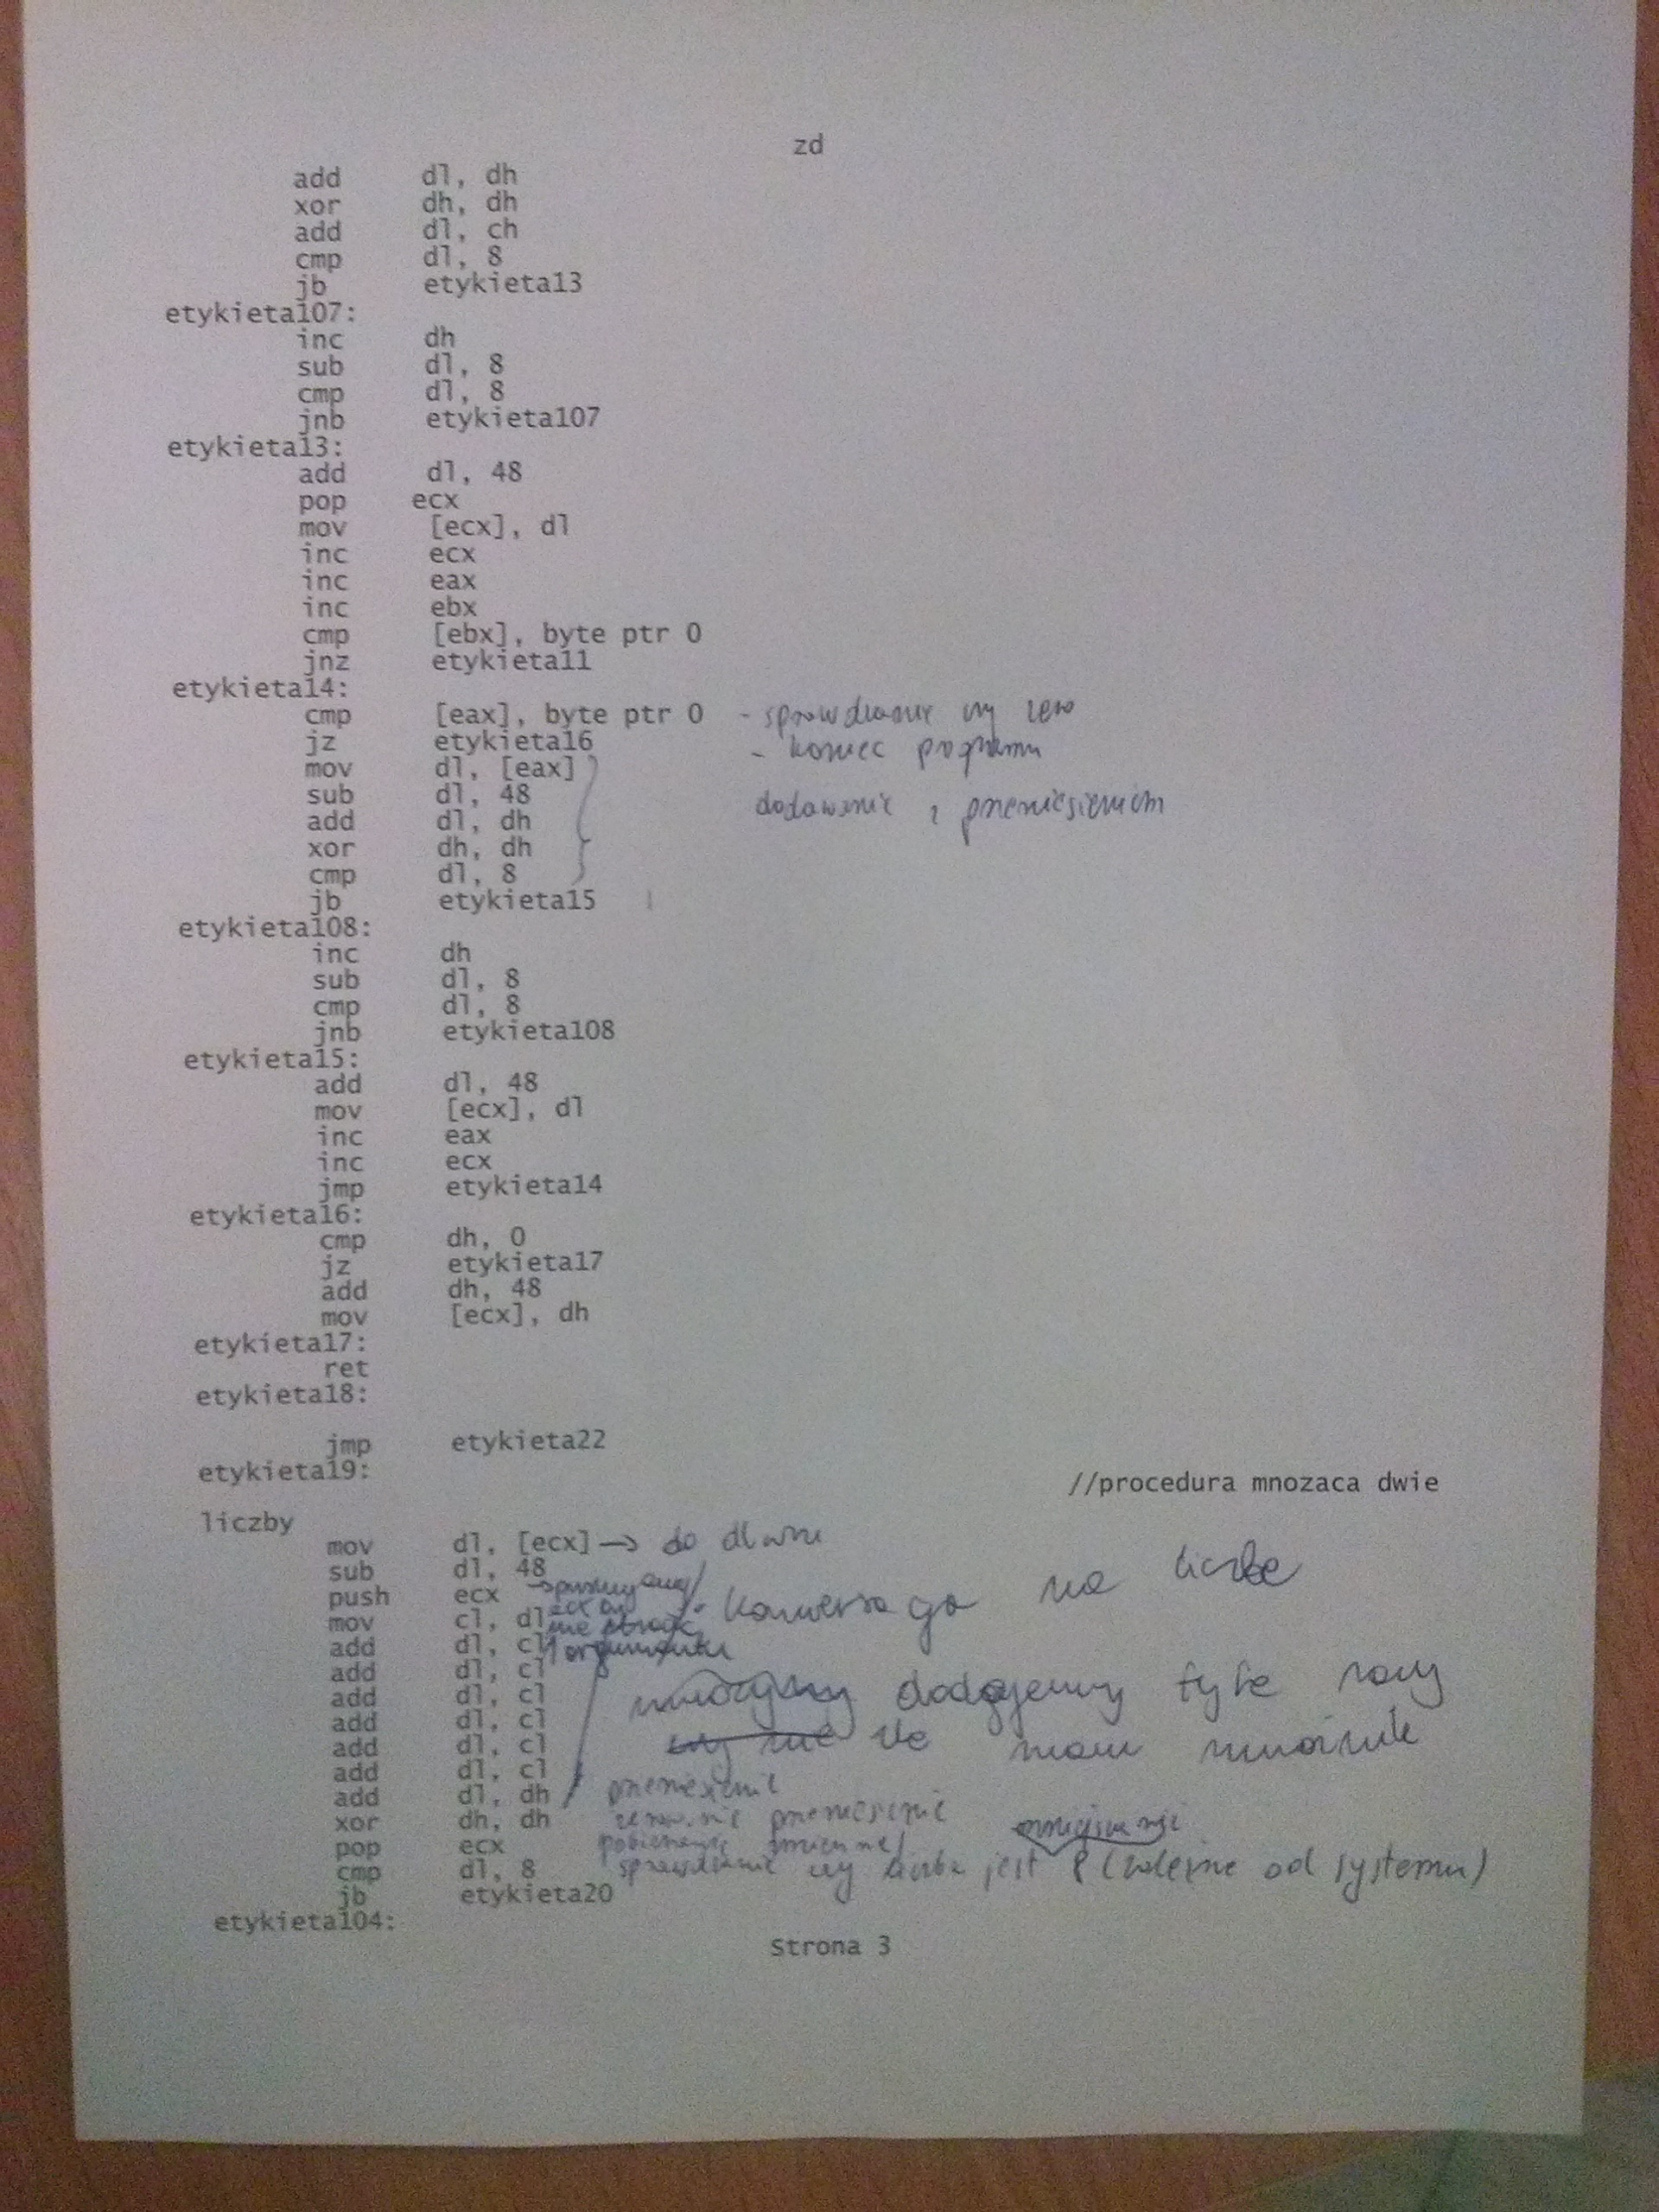 zd
add dl, dh
xor dh, dh
add dl, ch
cmp dl, 8
jb etykieta13
etykieta107:
inc dh
sub dl, 8
cmp dl, 8
jnb etykieta107
etykieta13:
add dl, 48
pop ecx
mov [ecx], dl
inc ecx
inc eax
inc ebx
cmp [ebx], byte ptr 0
jnz etykieta11
etykieta14:
cmp [eax], byte ptr 0 - sprawdzanie czy zero
jz etykieta16 - koniec programu
mov dl, [eax]
sub dl, 48 dodawanie z przeniesieniem
add dl, dh
xor dh, dh
cmp dl, 8
jb etykieta15
etykieta108:
inc dh
sub dl, 8
cmp dl, 8
jnb etykieta108
etykieta15:
add dl, 48
mov [ecx], dl
inc eax
inc ecx
jmp etykieta14
etykieta16:
cmp dh, 0
jz etykieta17
add dh, 48
mov [ecx], dh
etykieta17:
ret
etykieta18:
jmp etykieta22
etykieta19: //procedura mnozaca dwie
liczby
mov dl, [ecx] → do dl
sub dl, 48
push ecx na liczbe
mov cl, dl
add dl, cl argumentu
add dl, cl dodajemy tyle razy
add dl, cl
add dl, cl ile mam mnożnik
add dl, cl
add dl, cl
add dl, dh przeniesienie
xor dh, dh zerowanie przeniesienie
pop ecx pobieranie zmiennej
cmp dl, 8 sprawdzanie czy liczba jest 8 (zależne od systemu)
jb etykieta20
etykieta104:
Strona 3